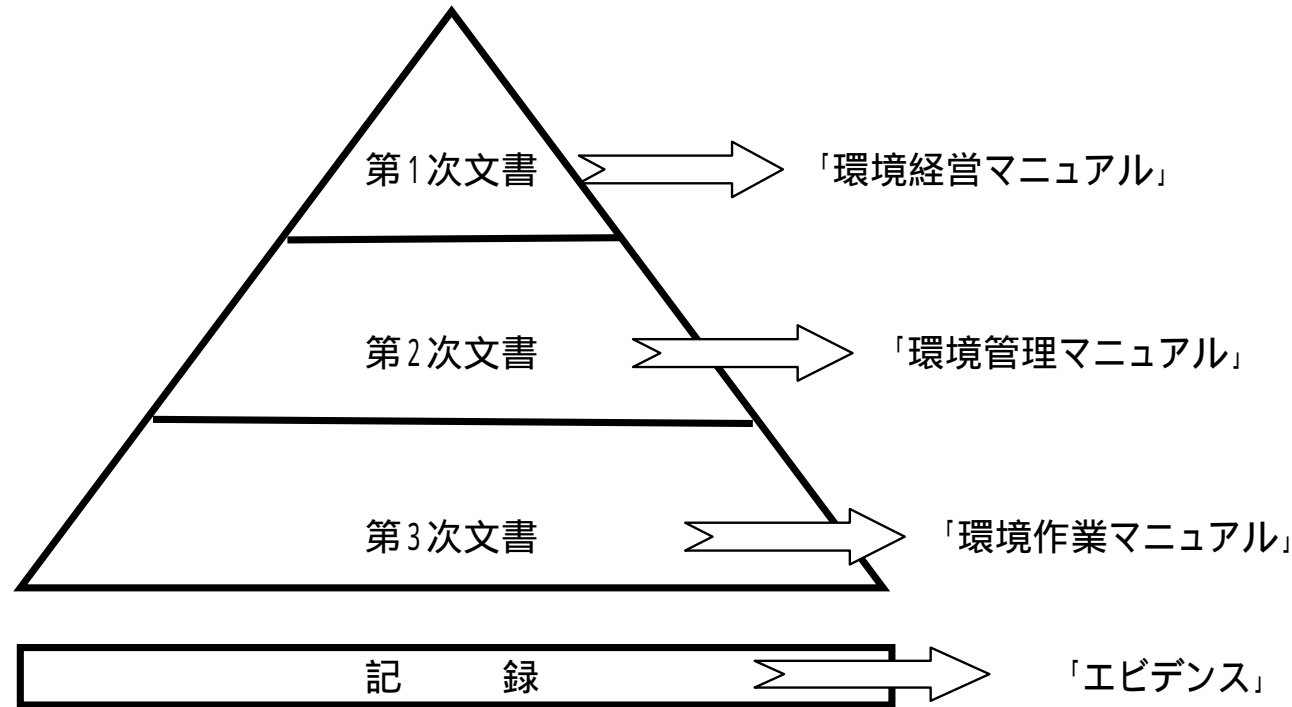 第1次文書 「環境経営マニュアル」
第2次文書 「環境管理マニュアル」
第3次文書 「環境作業マニュアル」
記　録 「エビデンス」